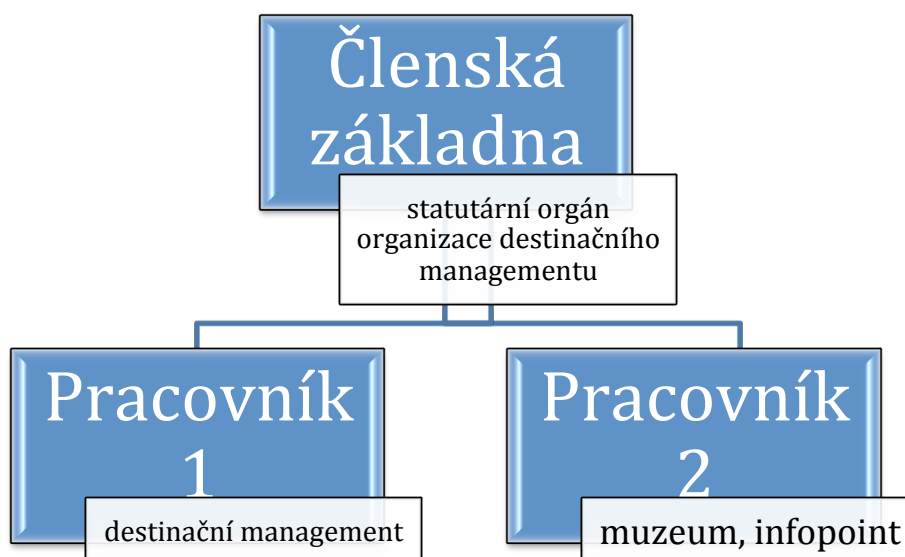 Členská
základna
statutární orgán
organizace destinačního
managementu
Pracovník
1
destinační management
Pracovník
2
muzeum, infopoint